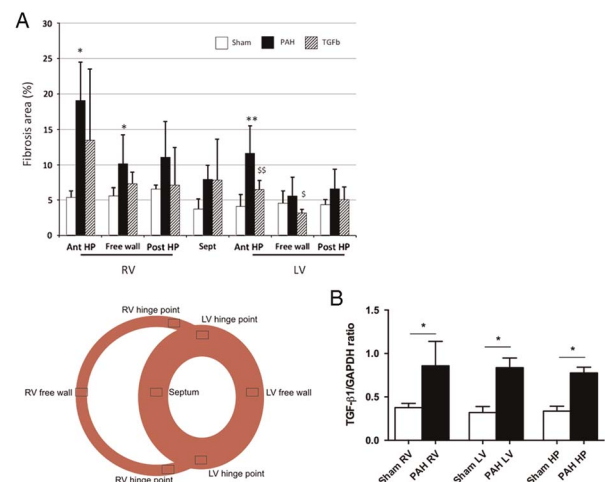 A
30
25
20
15
10
5
0
Fibrosis area (%)
Sham PAH TGFb
* * ** $$ $
Ant HP Free wall Post HP Sept Ant HP Free wall Post HP
RV LV
RV hinge point
LV hinge point
RV free wall
Septum
LV free wall
LV hinge point
RV hinge point
B
1.5
1.0
0.5
0.0
TGF-β1/GAPDH ratio
* * *
Sham RV PAH RV Sham LV PAH LV Sham HP PAH HP